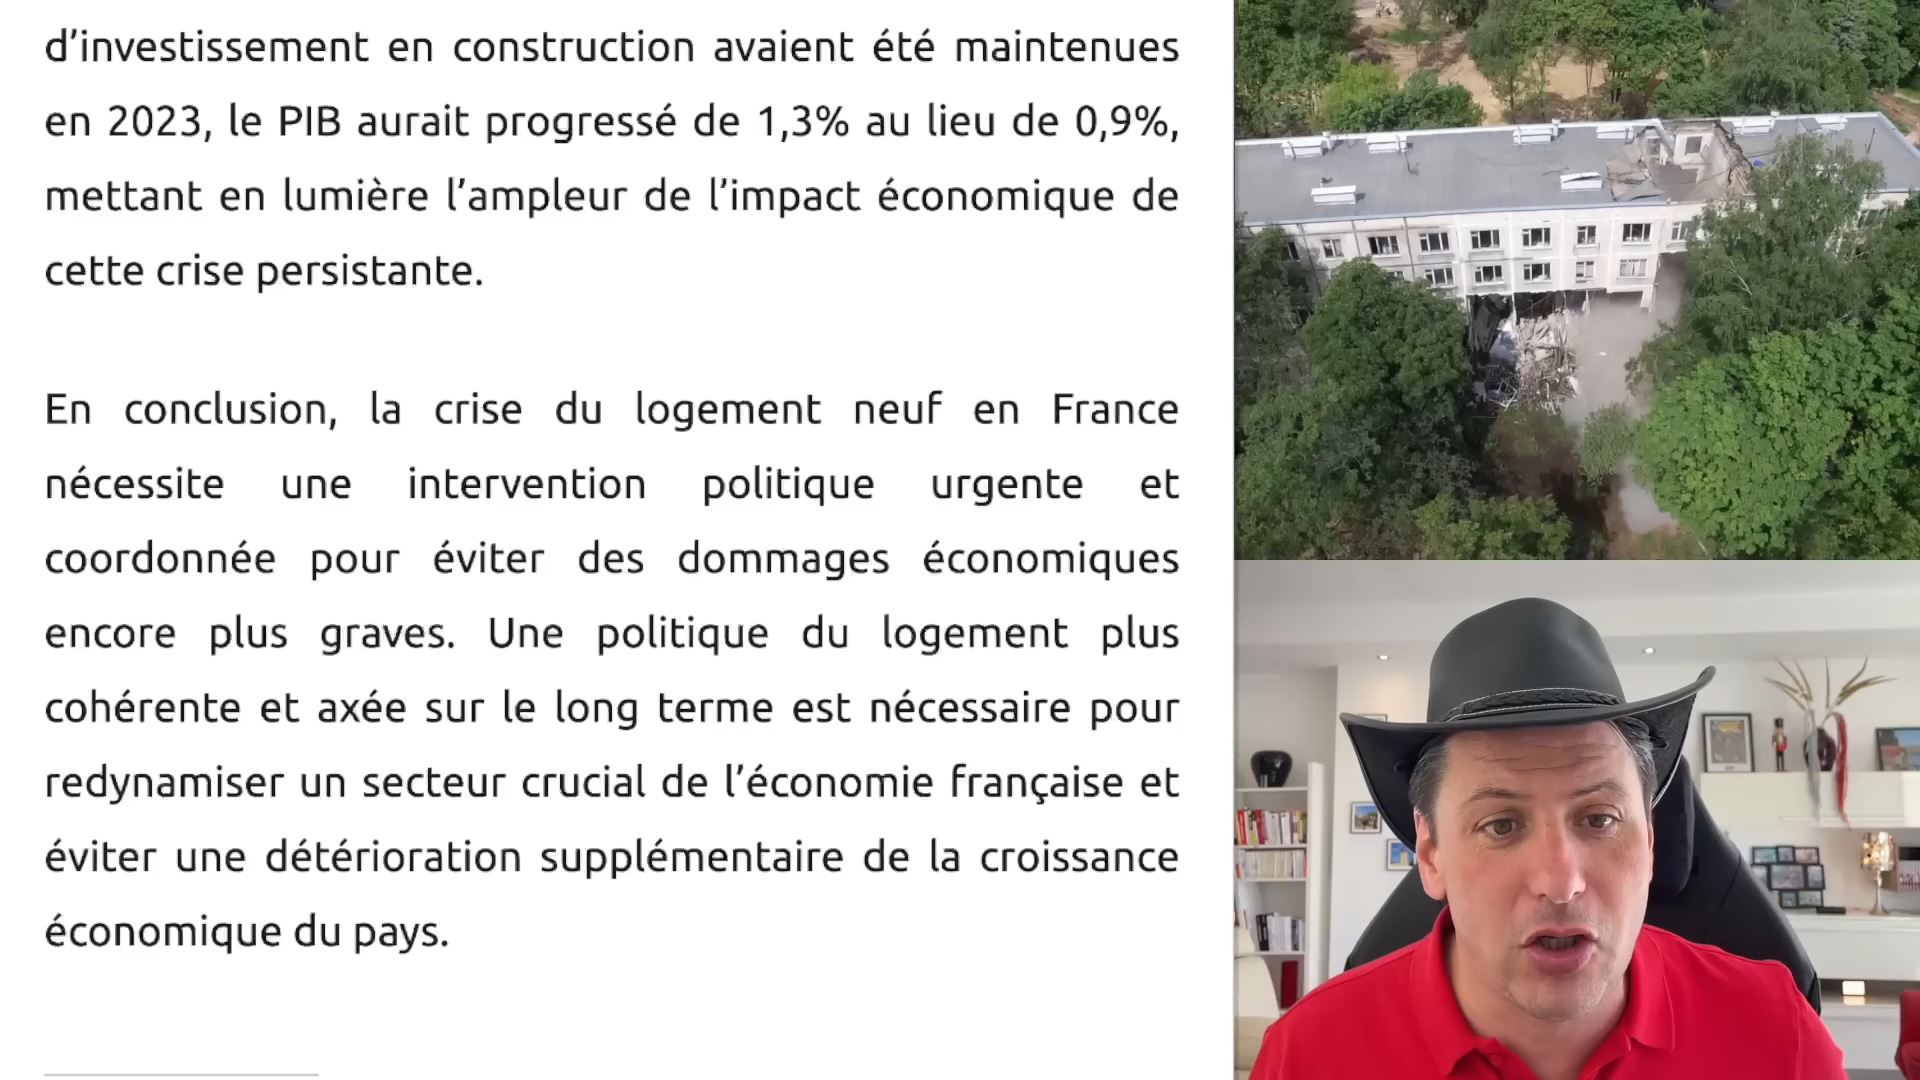 d’investissement en construction avaient été maintenues
en 2023, le PIB aurait progressé de 1,3% au lieu de 0,9%,
mettant en lumière l’ampleur de l’impact économique de
cette crise persistante.
En conclusion, la crise du logement neuf en France
nécessite une intervention politique urgente et
coordonnée pour éviter des dommages économiques
encore plus graves. Une politique du logement plus
cohérente et axée sur le long terme est nécessaire pour
redynamiser un secteur crucial de l’économie française et
éviter une détérioration supplémentaire de la croissance
économique du pays.